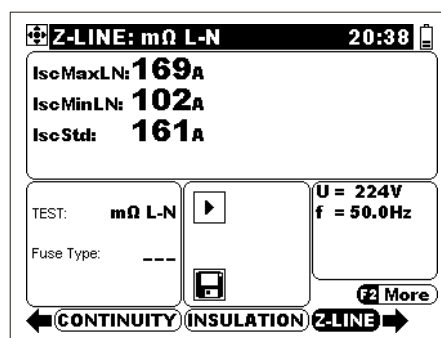 Z-LINE: mΩ L-N 20:38
IscMaxLN: 169A
IscMinLN: 102A
IscStd: 161A
TEST: mΩ L-N
Fuse Type: ___
U = 224V
f = 50.0Hz
F2 More
CONTINUITY INSULATION Z-LINE